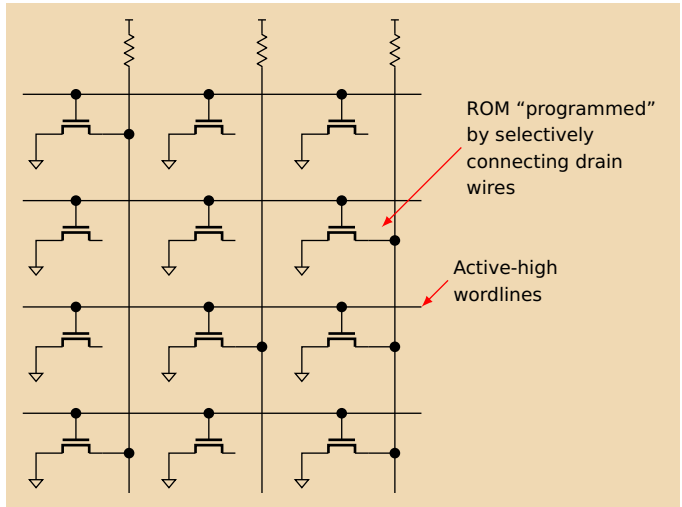 ROM “programmed”
by selectively
connecting drain
wires
Active-high
wordlines